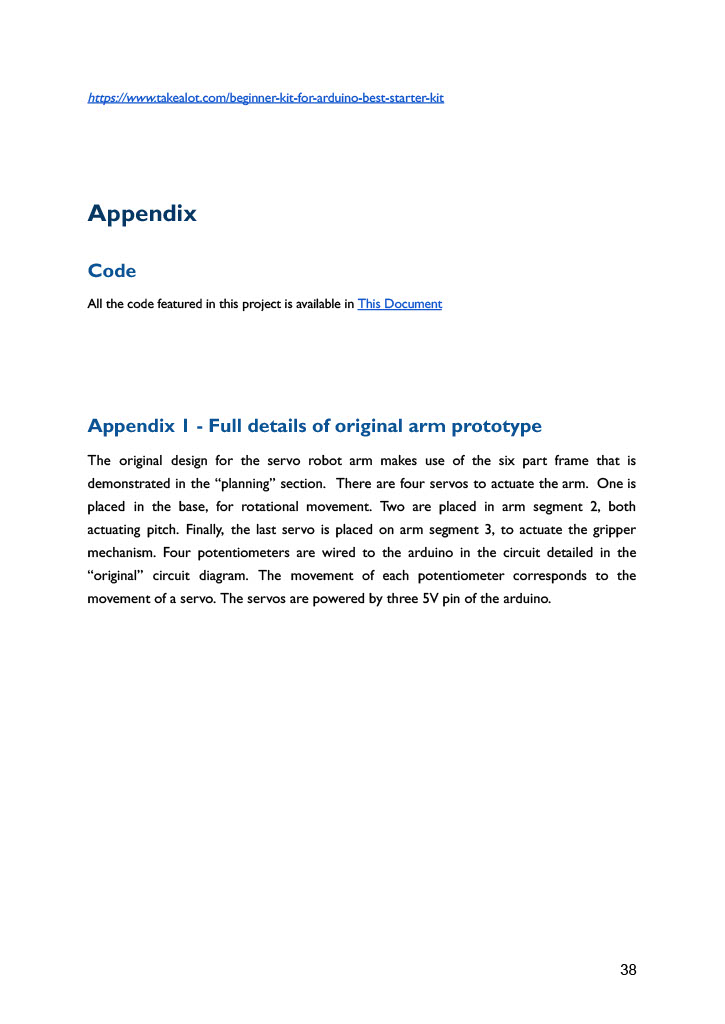 https://www.takealot.com/beginner-kit-for-arduino-best-starter-kit
Appendix
Code
All the code featured in this project is available in This Document
Appendix 1 - Full details of original arm prototype
The original design for the servo robot arm makes use of the six part frame that is
demonstrated in the “planning” section.  There are four servos to actuate the arm.  One is
placed in the base, for rotational movement. Two are placed in arm segment 2, both
actuating pitch. Finally, the last servo is placed on arm segment 3, to actuate the gripper
mechanism. Four potentiometers are wired to the arduino in the circuit detailed in the
“original” circuit diagram. The movement of each potentiometer corresponds to the
movement of a servo. The servos are powered by three 5V pin of the arduino.
38